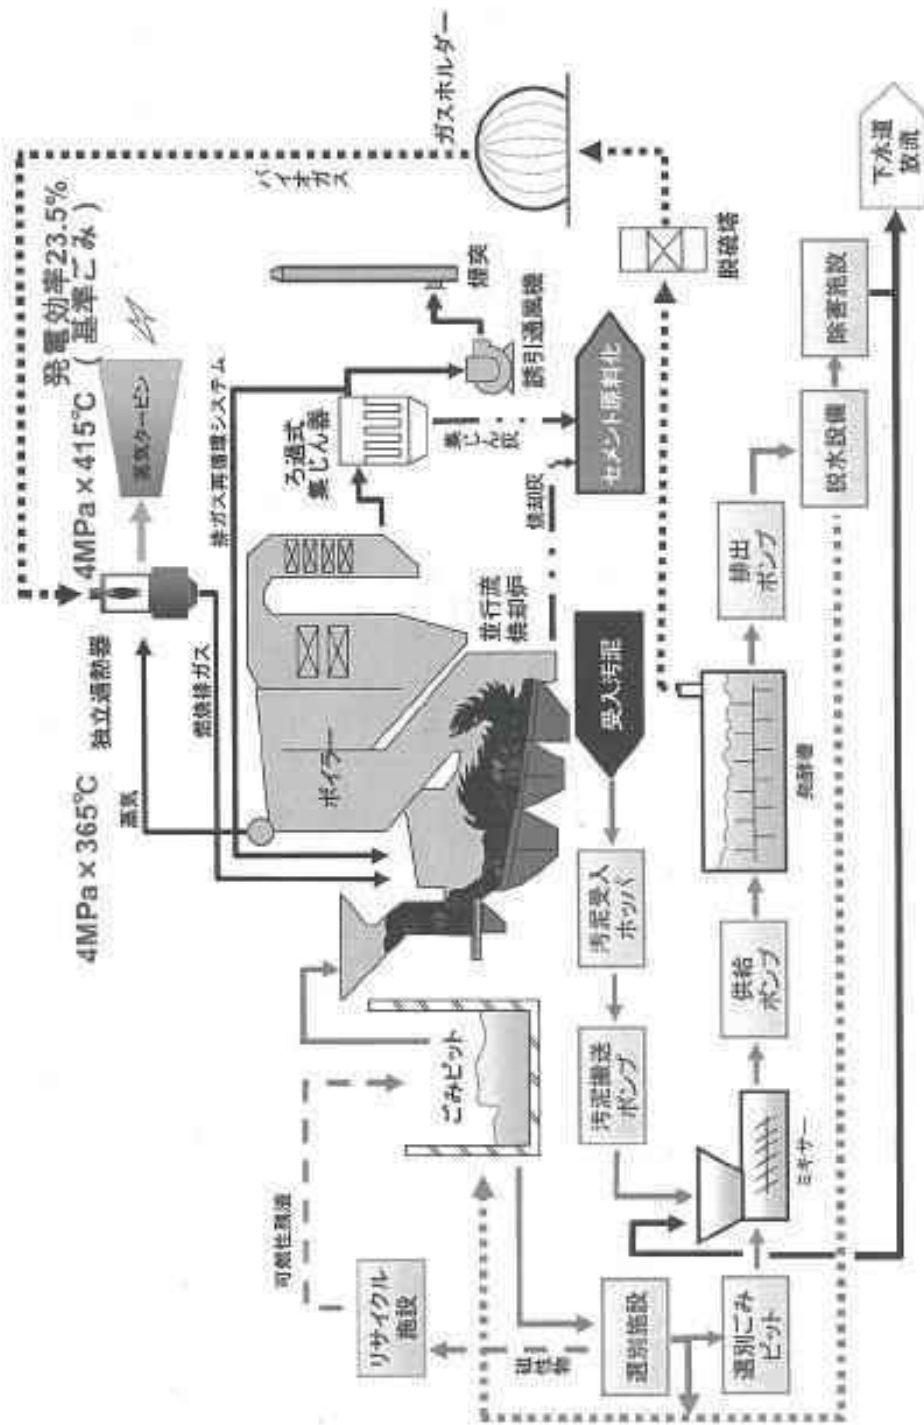 発電効率23.5%
4MPa×415℃（基準ごみ）
4MPa×365℃
独立過熱器
蒸気タービン
蒸気
燃焼排ガス
排ガス再循環システム
バイオガス
ガスホルダー
ボイラー
ろ過式
集じん器
煙突
誘引通風機
並行流
焼却炉
集じん灰
焼却灰
セメント原料化
脱硫塔
可燃性残渣
リサイクル
施設
ごみピット
磁性物
選別施設
選別ごみ
ピット
受入汚泥
汚泥受入
ホッパ
汚泥搬送
ポンプ
ミキサー
供給
ポンプ
発酵槽
排出
ポンプ
脱水設備
除害施設
下水道
放流